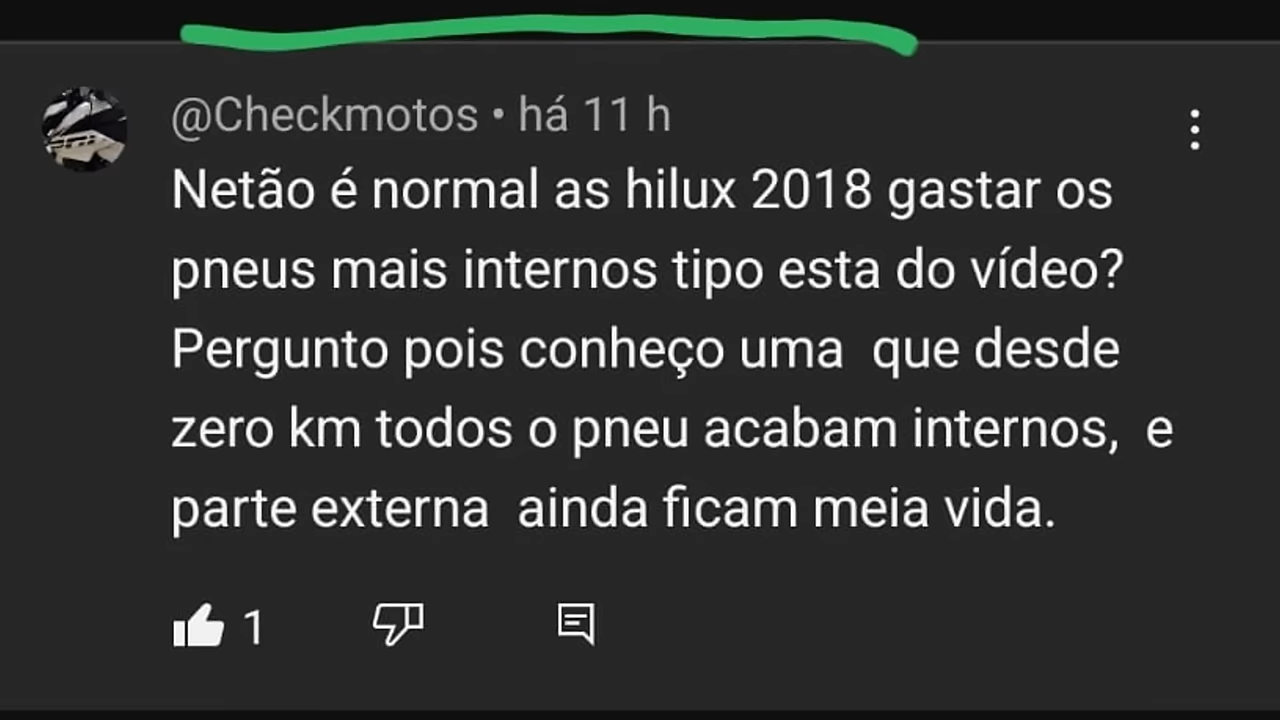 @Checkmotos • há 11 h
Netão é normal as hilux 2018 gastar os
pneus mais internos tipo esta do vídeo?
Pergunto pois conheço uma  que desde
zero km todos o pneu acabam internos,  e
parte externa  ainda ficam meia vida.
1